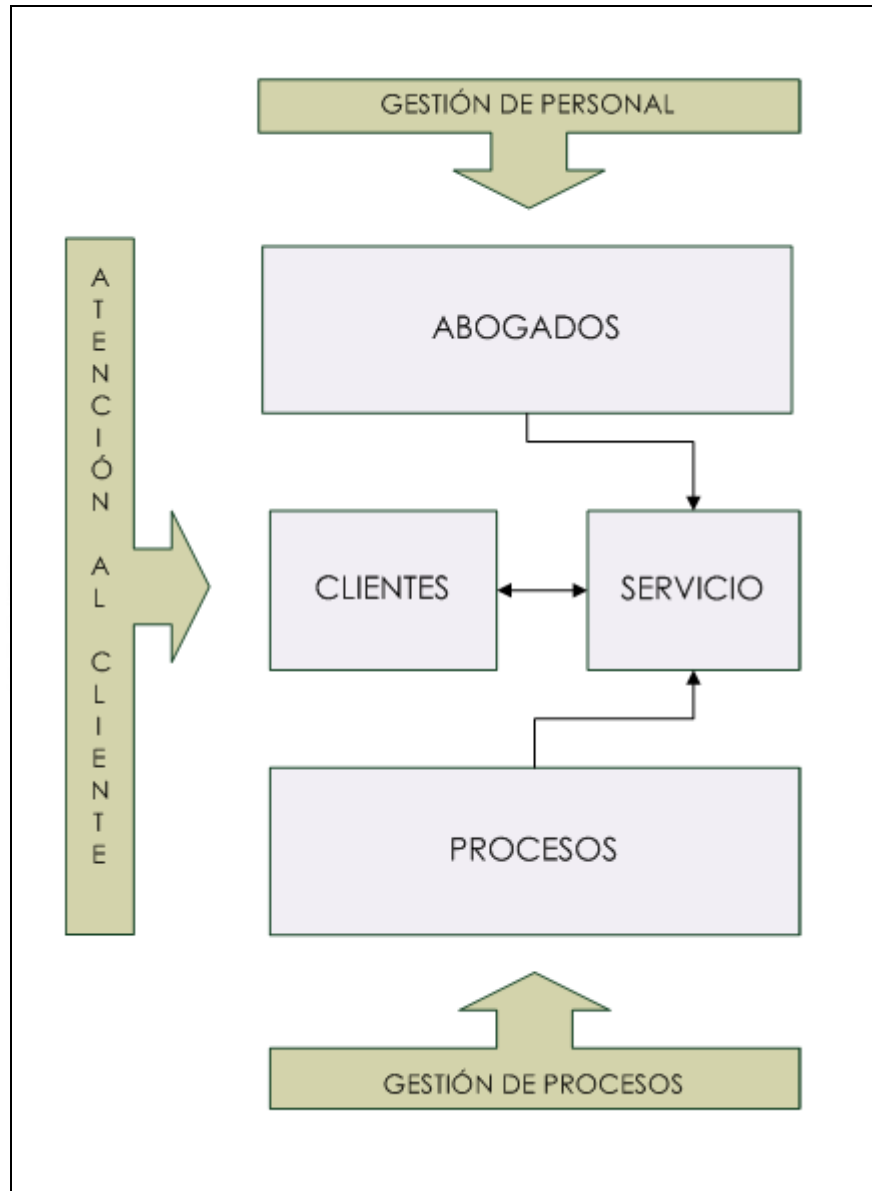 GESTIÓN DE PERSONAL
ABOGADOS
ATENCIÓN AL CLIENTE
CLIENTES
SERVICIO
PROCESOS
GESTIÓN DE PROCESOS